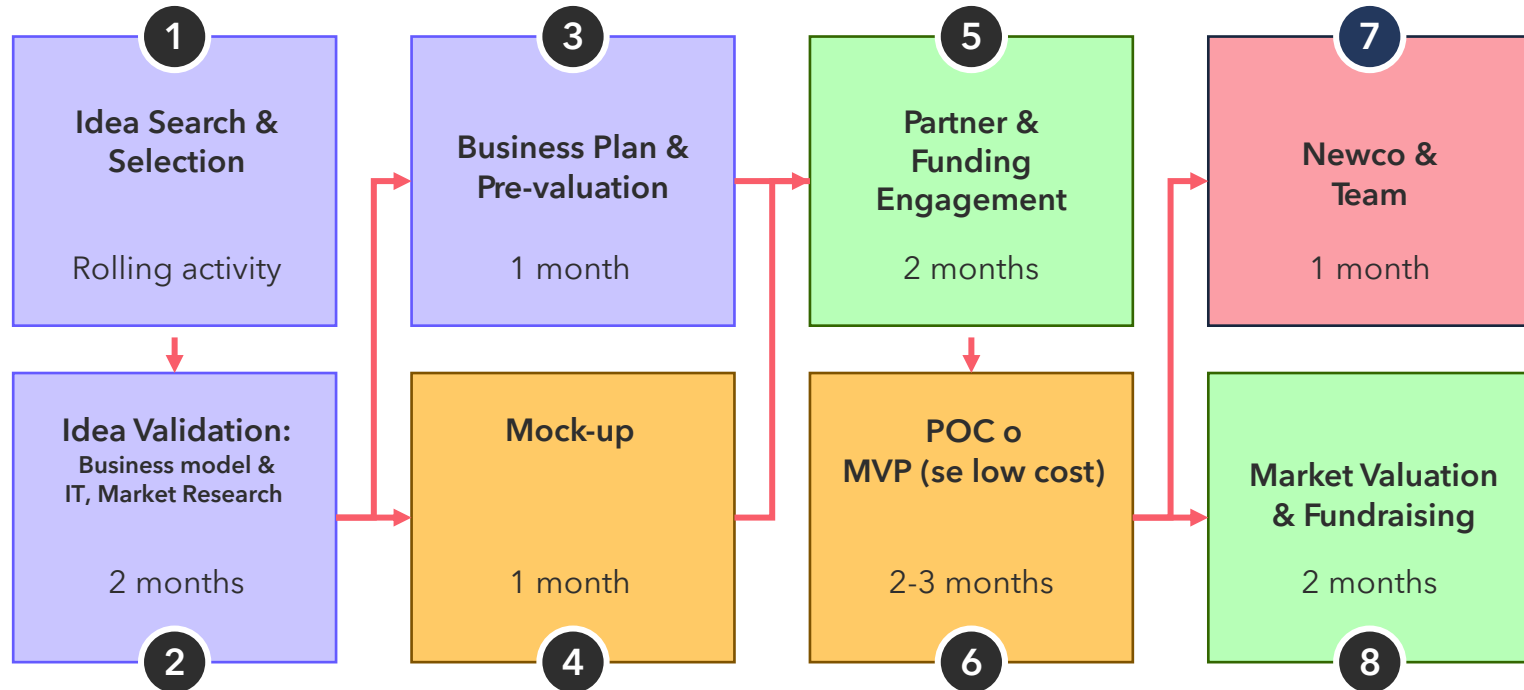 1
Idea Search &
Selection
Rolling activity
2
Idea Validation:
Business model &
IT, Market Research
2 months
3
Business Plan &
Pre-valuation
1 month
4
Mock-up
1 month
5
Partner &
Funding
Engagement
2 months
6
POC o
MVP (se low cost)
2-3 months
7
Newco &
Team
1 month
8
Market Valuation
& Fundraising
2 months